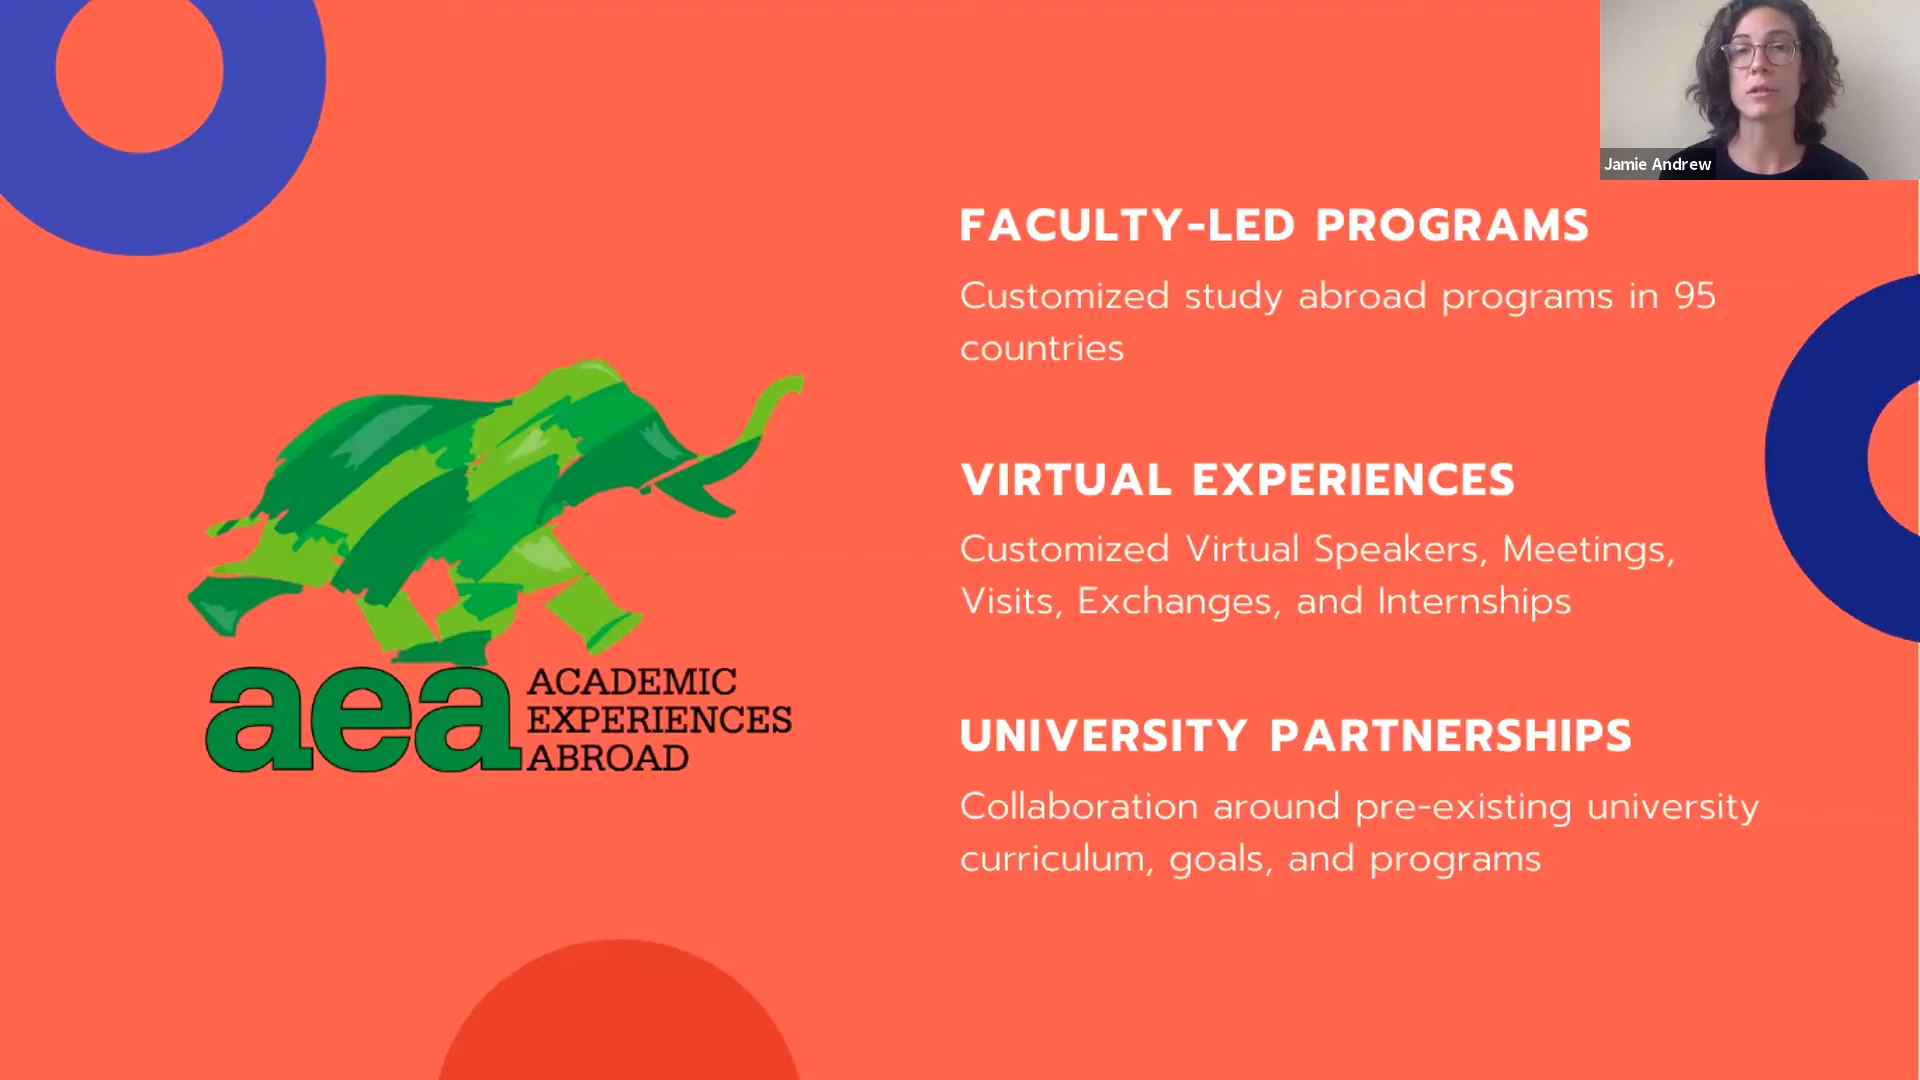 Jamie Andrew
FACULTY-LED PROGRAMS
Customized study abroad programs in 95
countries
VIRTUAL EXPERIENCES
Customized Virtual Speakers, Meetings,
Visits, Exchanges, and Internships
UNIVERSITY PARTNERSHIPS
Collaboration around pre-existing university
curriculum, goals, and programs
aea
ACADEMIC
EXPERIENCES
ABROAD